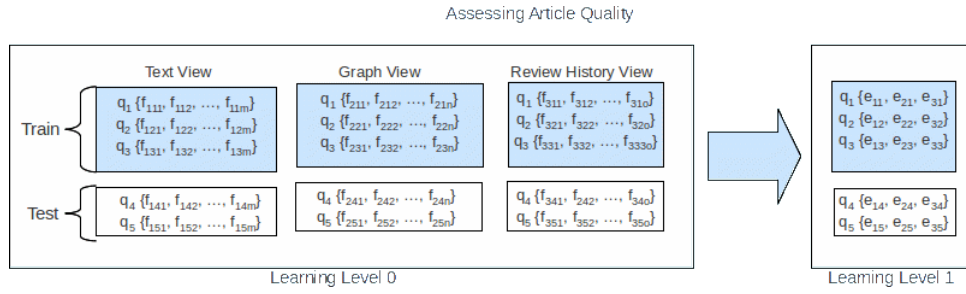 Assessing Article Quality
Text View
Graph View
Review History View
Train
q1 {f111, f112, ..., f11m}
q2 {f121, f122, ..., f12m}
q3 {f131, f132, ..., f13m}
q1 {f211, f212, ..., f21n}
q2 {f221, f222, ..., f22n}
q3 {f231, f232, ..., f23n}
q1 {f311, f312, ..., f31o}
q2 {f321, f322, ..., f32o}
q3 {f331, f332, ..., f333o}
Test
q4 {f141, f142, ..., f14m}
q5 {f151, f152, ..., f15m}
q4 {f241, f242, ..., f24n}
q5 {f251, f252, ..., f25n}
q4 {f341, f242, ..., f34o}
q5 {f351, f352, ..., f35o}
Learning Level 0
q1 {e11, e21, e31}
q2 {e12, e22, e32}
q3 {e13, e23, e33}
q4 {e14, e24, e34}
q5 {e15, e25, e35}
Learning Level 1